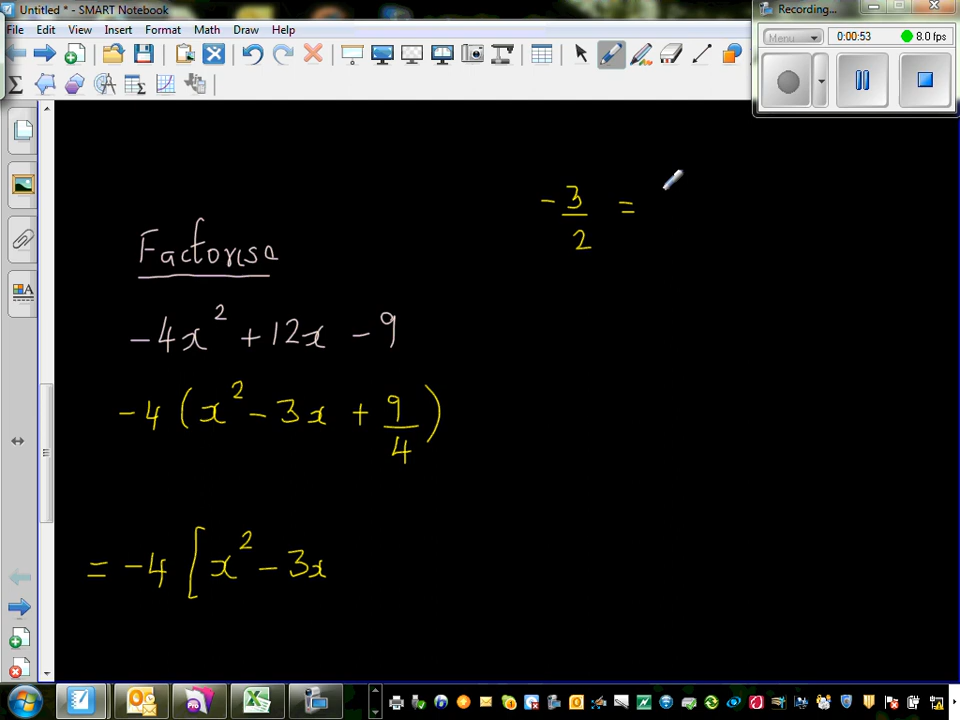 Untitled * - SMART Notebook
Recording...
File Edit View Insert Format Math Draw Help
Menu 0:00:53 8.0 fps
-3/2 =
Factorise
-4x² + 12x - 9
-4(x² - 3x + 9/4)
= -4[x² - 3x